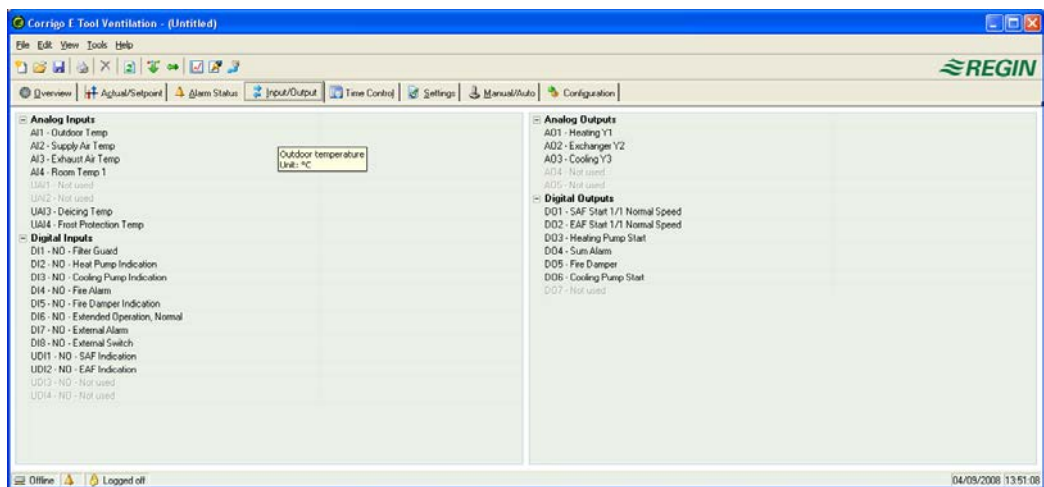 Corrigo E Tool Ventilation - (Untitled)
File Edit View Tools Help
REGIN
Overview Actual/Setpoint Alarm Status Input/Output Time Control Settings Manual/Auto Configuration
Analog Inputs
AI1 - Outdoor Temp
AI2 - Supply Air Temp
AI3 - Exhaust Air Temp
AI4 - Room Temp 1
UAI1 - Not used
UAI2 - Not used
UAI3 - Deicing Temp
UAI4 - Frost Protection Temp
Digital Inputs
DI1 - NO - Filter Guard
DI2 - NO - Heat Pump Indication
DI3 - NO - Cooling Pump Indication
DI4 - NO - Fire Alarm
DI5 - NO - Fire Damper Indication
DI6 - NO - Extended Operation, Normal
DI7 - NO - External Alarm
DI8 - NO - External Switch
UDI1 - NO - SAF Indication
UDI2 - NO - EAF Indication
UDI3 - NO - Not used
UDI4 - NO - Not used
Outdoor temperature
Unit: °C
Analog Outputs
AO1 - Heating Y1
AO2 - Exchanger Y2
AO3 - Cooling Y3
AO4 - Not used
AO5 - Not used
Digital Outputs
DO1 - SAF Start 1/1 Normal Speed
DO2 - EAF Start 1/1 Normal Speed
DO3 - Heating Pump Start
DO4 - Sum Alarm
DO5 - Fire Damper
DO6 - Cooling Pump Start
DO7 - Not used
Offline Logged off 04/09/2008 13:51:08